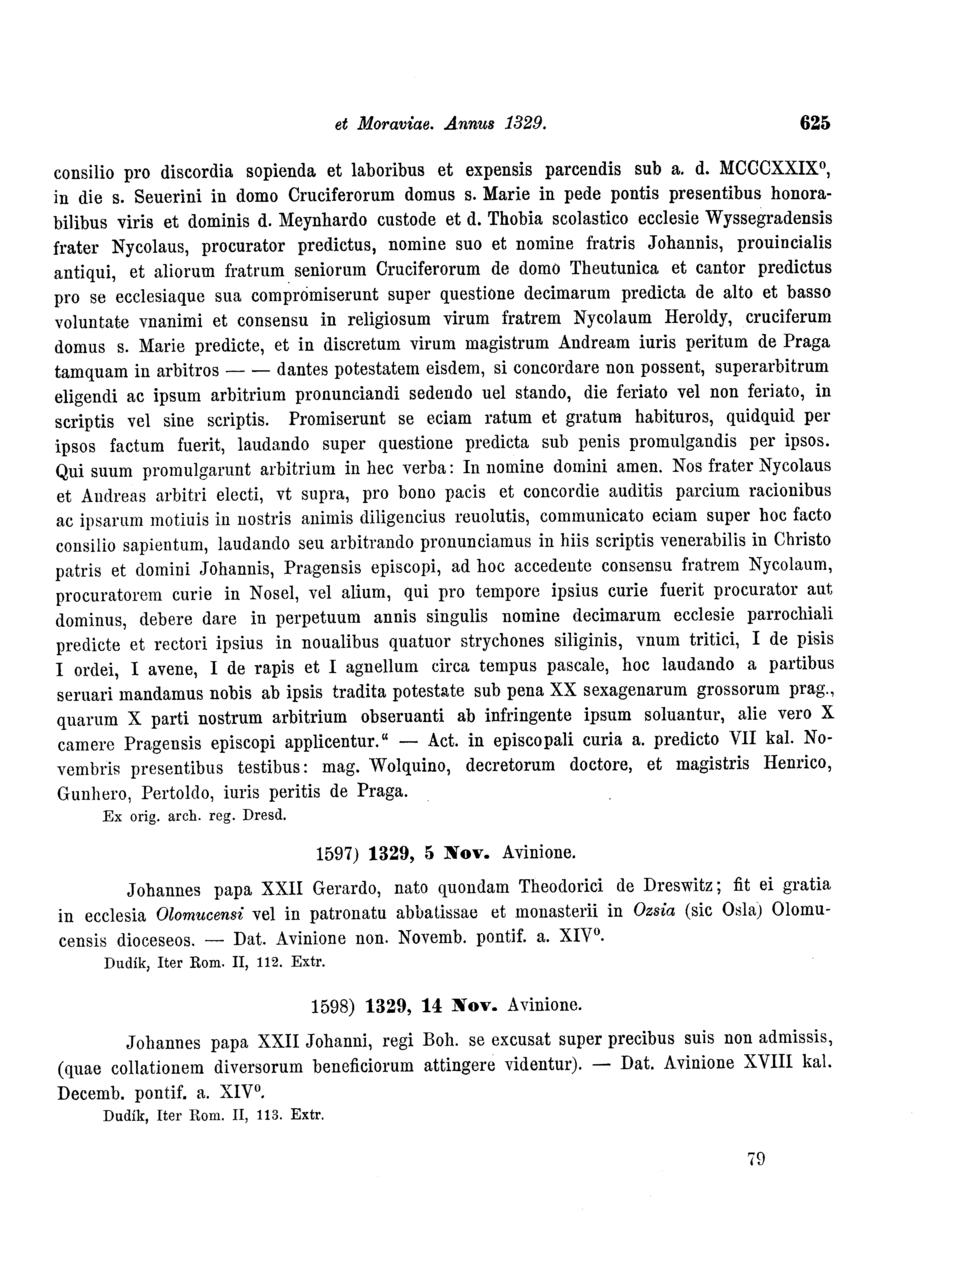 et Moraviae. Annus 1329. 625
consilio pro discordia sopienda et laboribus et expensis parcendis sub a. d. MCCCXXIX⁰,
in die s. Seuerini in domo Cruciferorum domus s. Marie in pede pontis presentibus honora-
bilibus viris et dominis d. Meynhardo custode et d. Thobia scolastico ecclesie Wyssegradensis
frater Nycolaus, procurator predictus, nomine suo et nomine fratris Johannis, prouincialis
antiqui, et aliorum fratrum seniorum Cruciferorum de domo Theutunica et cantor predictus
pro se ecclesiaque sua compromiserunt super questione decimarum predicta de alto et basso
voluntate vnanimi et consensu in religiosum virum fratrem Nycolaum Heroldy, cruciferum
domus s. Marie predicte, et in discretum virum magistrum Andream iuris peritum de Praga
tamquam in arbitros — — dantes potestatem eisdem, si concordare non possent, superarbitrum
eligendi ac ipsum arbitrium pronunciandi sedendo uel stando, die feriato vel non feriato, in
scriptis vel sine scriptis. Promiserunt se eciam ratum et gratum habituros, quidquid per
ipsos factum fuerit, laudando super questione predicta sub penis promulgandis per ipsos.
Qui suum promulgarunt arbitrium in hec verba: In nomine domini amen. Nos frater Nycolaus
et Andreas arbitri electi, vt supra, pro bono pacis et concordie auditis parcium racionibus
ac ipsarum motiuis in nostris animis diligencius reuolutis, communicato eciam super hoc facto
consilio sapientum, laudando seu arbitrando pronunciamus in hiis scriptis venerabilis in Christo
patris et domini Johannis, Pragensis episcopi, ad hoc accedente consensu fratrem Nycolaum,
procuratorem curie in Nosel, vel alium, qui pro tempore ipsius curie fuerit procurator aut
dominus, debere dare in perpetuum annis singulis nomine decimarum ecclesie parrochiali
predicte et rectori ipsius in noualibus quatuor strychones siliginis, vnum tritici, I de pisis
I ordei, I avene, I de rapis et I agnellum circa tempus pascale, hoc laudando a partibus
seruari mandamus nobis ab ipsis tradita potestate sub pena XX sexagenarum grossorum prag.,
quarum X parti nostrum arbitrium obseruanti ab infringente ipsum soluantur, alie vero X
camere Pragensis episcopi applicentur.“ — Act. in episcopali curia a. predicto VII kal. No-
vembris presentibus testibus: mag. Wolquino, decretorum doctore, et magistris Henrico,
Gunhero, Pertoldo, iuris peritis de Praga.
Ex orig. arch. reg. Dresd.
1597) 1329, 5 Nov. Avinione.
Johannes papa XXII Gerardo, nato quondam Theodorici de Dreswitz; fit ei gratia
in ecclesia Olomucensi vel in patronatu abbatissae et monasterii in Ozsia (sic Osla) Olomu-
censis dioceseos. — Dat. Avinione non. Novemb. pontif. a. XIV⁰.
Dudík, Iter Rom. II, 112. Extr.
1598) 1329, 14 Nov. Avinione.
Johannes papa XXII Johanni, regi Boh. se excusat super precibus suis non admissis,
(quae collationem diversorum beneficiorum attingere videntur). — Dat. Avinione XVIII kal.
Decemb. pontif. a. XIV⁰.
Dudík, Iter Rom. II, 113. Extr.
79